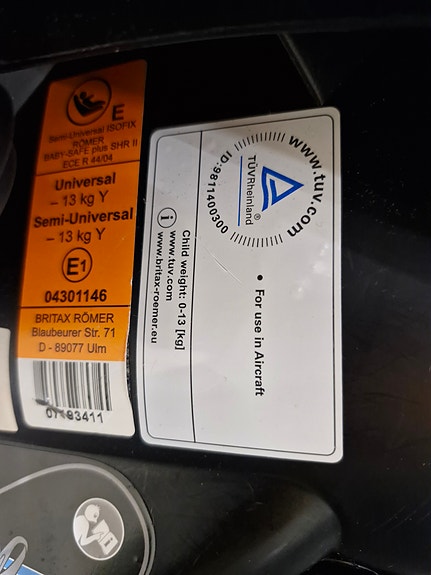 E
Semi-Universal ISOFIX
RÖMER
BABY-SAFE plus SHR II
ECE R 44/04
Universal
– 13 kg Y
Semi-Universal
– 13 kg Y
E1
04301146
BRITAX RÖMER
Blaubeurer Str. 71
D - 89077 Ulm
07193411
www.tuv.com
TÜVRheinland®
ID:9811400300
• For use in Aircraft
Child weight: 0-13 [kg]
www.tuv.com
i www.britax-roemer.eu